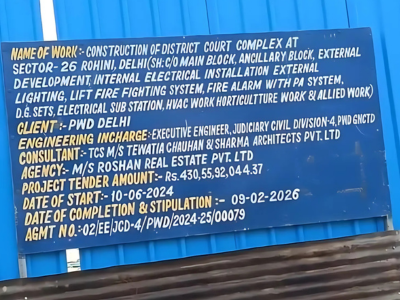 NAME OF WORK:- CONSTRUCTION OF DISTRICT COURT COMPLEX AT
SECTOR-26 ROHINI, DELHI (SH: C/O MAIN BLOCK, ANCILLARY BLOCK, EXTERNAL
DEVELOPMENT, INTERNAL ELECTRICAL INSTALLATION EXTERNAL
LIGHTING, LIFT FIRE FIGHTING SYSTEM, FIRE ALARM WITH PA SYSTEM,
D.G. SETS, ELECTRICAL SUB STATION, HVAC WORK HORTICULTTURE WORK & ALLIED WORK)
CLIENT:- PWD DELHI
ENGINEERING INCHARGE:- EXECUTIVE ENGINEER, JUDICIARY CIVIL DIVISION-4, PWD GNCTD
CONSULTANT:- TCS M/S TEWATIA CHAUHAN & SHARMA ARCHITECTS PVT. LTD
AGENCY:- M/S ROSHAN REAL ESTATE PVT. LTD
PROJECT TENDER AMOUNT:- Rs. 430,55,92,044.37
DATE OF START:- 10-06-2024
DATE OF COMPLETION & STIPULATION:- 09-02-2026
AGMT NO.:- 02/EE/JCD-4/PWD/2024-25/00079